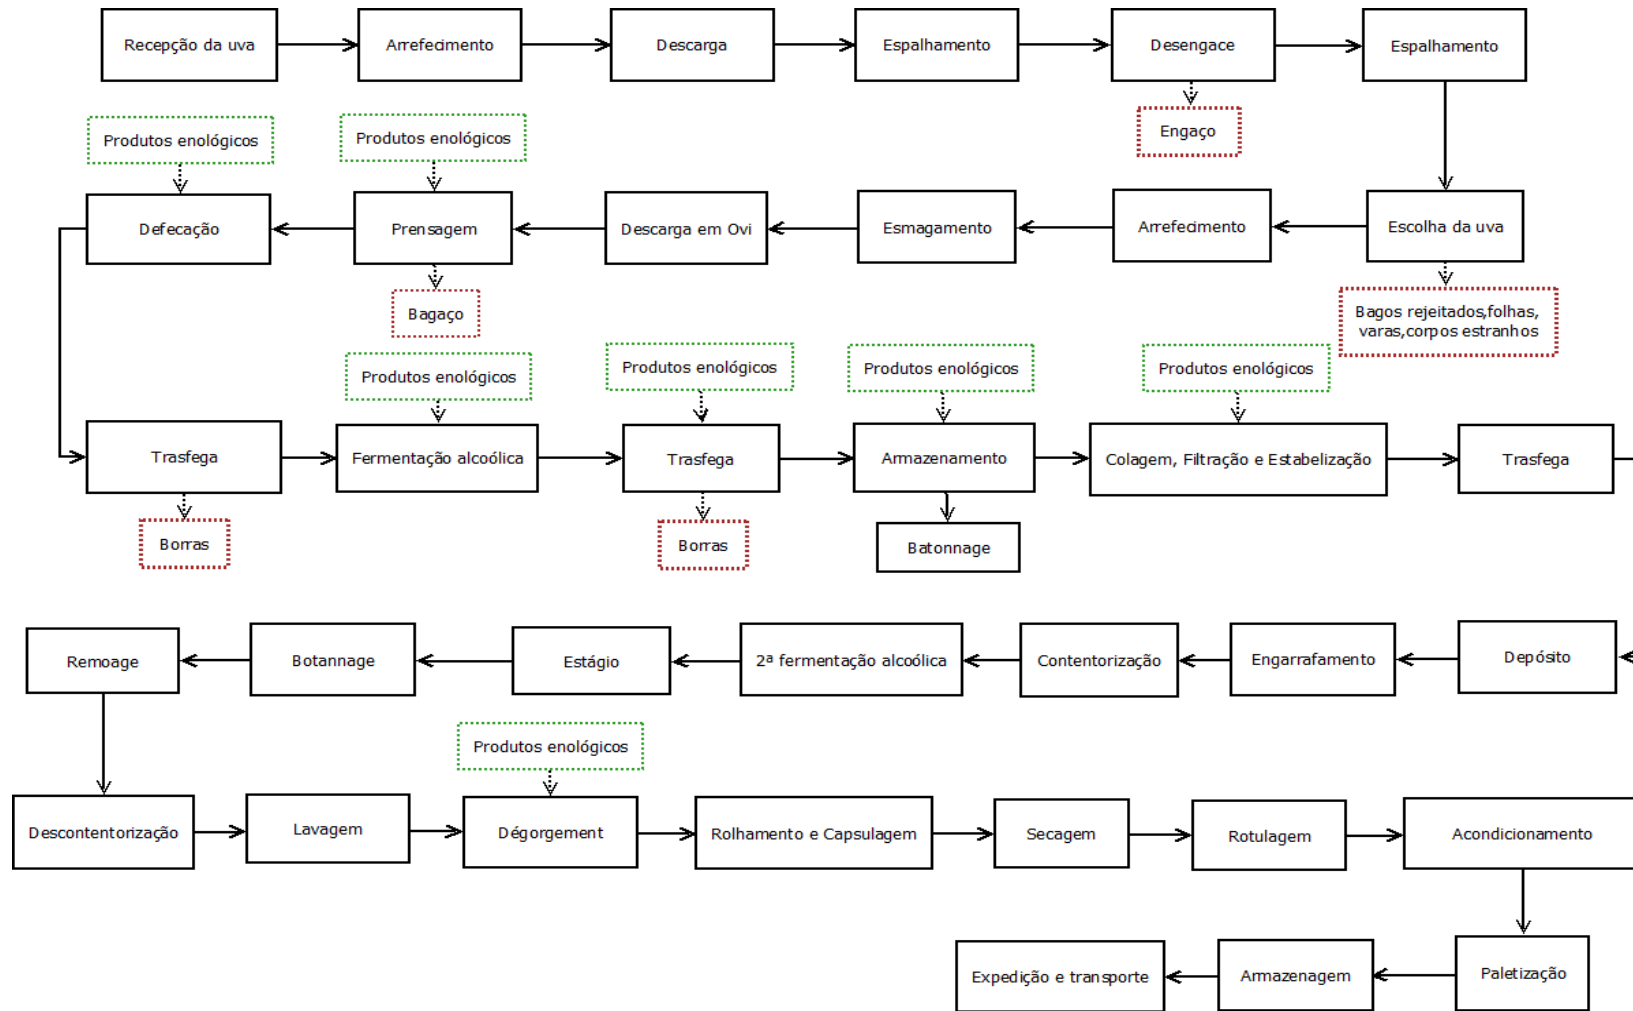 Recepção da uva
Arrefecimento
Descarga
Espalhamento
Desengace
Espalhamento
Engaço
Produtos enológicos
Produtos enológicos
Defecação
Prensagem
Descarga em Ovi
Esmagamento
Arrefecimento
Escolha da uva
Bagaço
Bagos rejeitados,folhas,
varas,corpos estranhos
Produtos enológicos
Produtos enológicos
Produtos enológicos
Produtos enológicos
Trasfega
Fermentação alcoólica
Trasfega
Armazenamento
Colagem, Filtração e Estabelização
Trasfega
Borras
Borras
Batonnage
Remoage
Botannage
Estágio
2ª fermentação alcoólica
Contentorização
Engarrafamento
Depósito
Produtos enológicos
Descontentorização
Lavagem
Dégorgement
Rolhamento e Capsulagem
Secagem
Rotulagem
Acondicionamento
Expedição e transporte
Armazenagem
Paletização